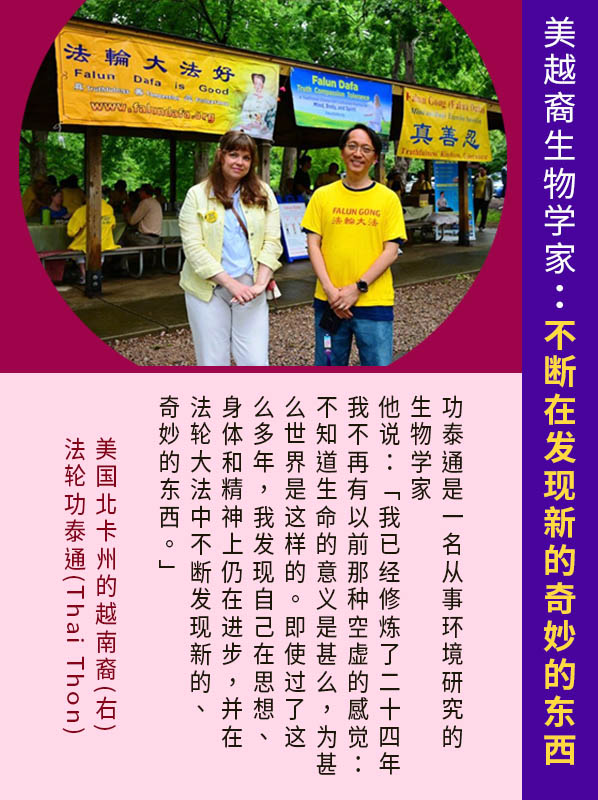 美越裔生物学家：不断在发现新的奇妙的东西
法輪大法好
Falun Dafa is Good
www.falundafa.org
Falun Dafa
Truth Compassion Tolerance
Mind, Body, and Spirit
真善忍
FALUN GONG
法輪大法
功泰通是一名从事环境研究的
生物学家
他说：「我已经修炼了二十四年
我不再有以前那种空虚的感觉：
不知道生命的意义是甚么，为甚
么世界是这样的。即使过了这
么多年，我发现自己在思想、
身体和精神上仍在进步，并在
法轮大法中不断发现新的、
奇妙的东西。」
美国北卡州的越南裔(右)
法轮功泰通(Thai Thon)